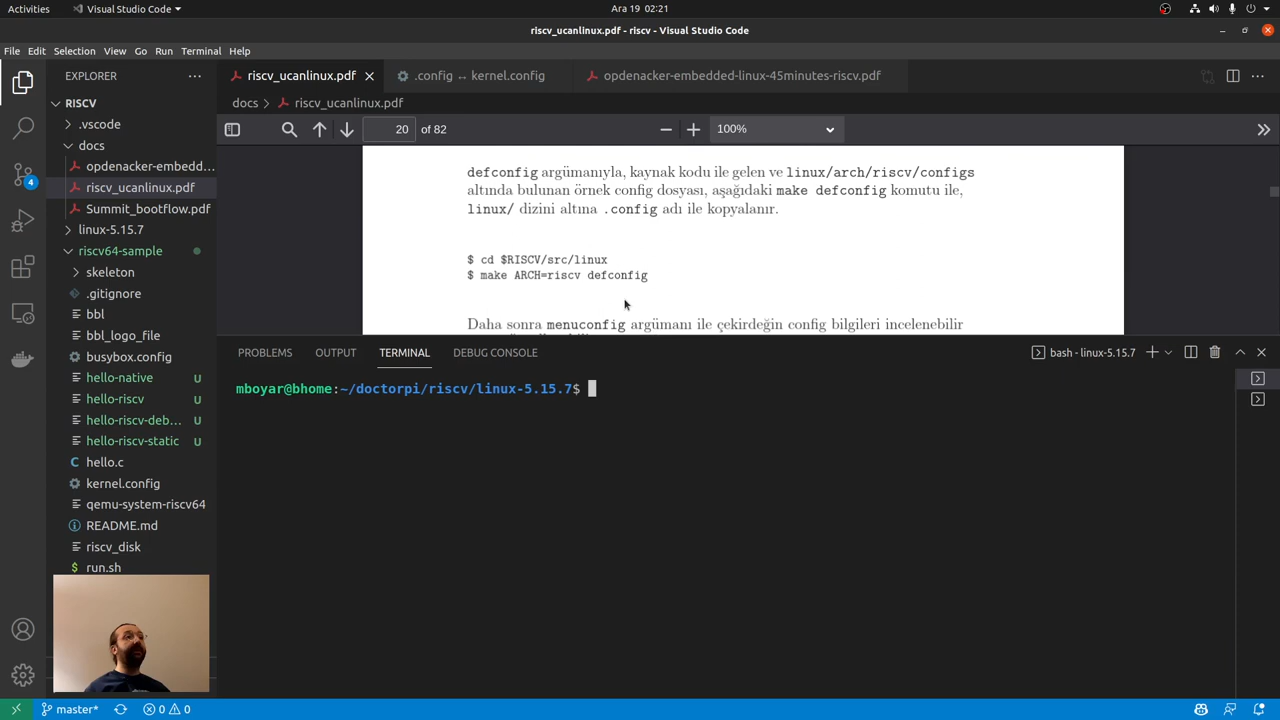 Activities
Visual Studio Code
Ara 19 02:21
riscv_ucanlinux.pdf - riscv - Visual Studio Code
File Edit Selection View Go Run Terminal Help
EXPLORER
riscv_ucanlinux.pdf
.config ↔ kernel.config
opdenacker-embedded-linux-45minutes-riscv.pdf
RISCV
docs > riscv_ucanlinux.pdf
.vscode
docs
opdenacker-embedd...
riscv_ucanlinux.pdf
Summit_bootflow.pdf
linux-5.15.7
riscv64-sample
skeleton
.gitignore
bbl
bbl_logo_file
busybox.config
hello-native U
hello-riscv U
hello-riscv-deb... U
hello-riscv-static U
hello.c
kernel.config
qemu-system-riscv64
README.md
riscv_disk
run.sh
4
20 of 82
100%
defconfig argümanıyla, kaynak kodu ile gelen ve linux/arch/riscv/configs
altında bulunan örnek config dosyası, aşağıdaki make defconfig komutu ile,
linux/ dizini altına .config adı ile kopyalanır.
$ cd $RISCV/src/linux
$ make ARCH=riscv defconfig
Daha sonra menuconfig argümanı ile çekirdeğin config bilgileri incelenebilir
PROBLEMS OUTPUT TERMINAL DEBUG CONSOLE
bash - linux-5.15.7
mboyar@bhome:~/doctorpi/riscv/linux-5.15.7$
master* 0 0